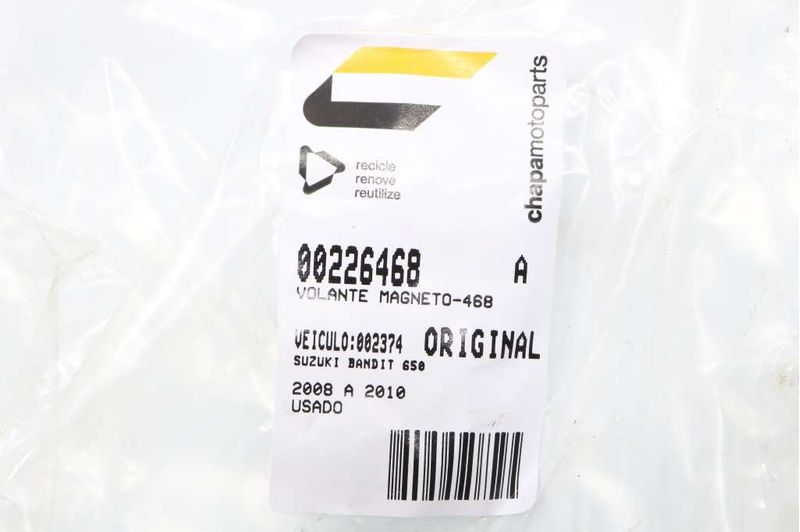 chapamotoparts
recicle
renove
reutilize
00226468 A
VOLANTE MAGNETO-468
VEICULO:002374 ORIGINAL
SUZUKI BANDIT 650
2008 A 2010
USADO